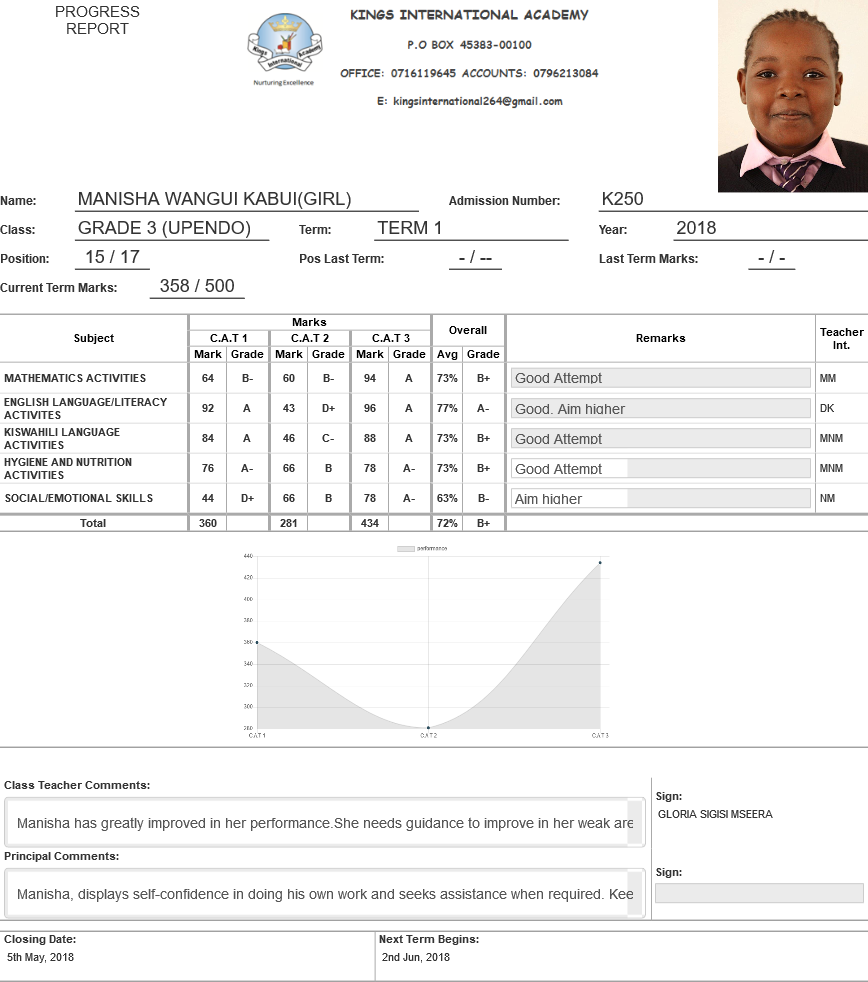 PROGRESS
REPORT
Kings International Academy
Nurturing Excellence
KINGS INTERNATIONAL ACADEMY
P.O BOX 45383-00100
OFFICE: 0716119645 ACCOUNTS: 0796213084
E: kingsinternational264@gmail.com
Name: MANISHA WANGUI KABUI(GIRL) Admission Number: K250
Class: GRADE 3 (UPENDO) Term: TERM 1 Year: 2018
Position: 15 / 17 Pos Last Term: - / -- Last Term Marks: - / -
Current Term Marks: 358 / 500
Subject Marks Overall Remarks Teacher Int.
C.A.T 1 C.A.T 2 C.A.T 3
Mark Grade Mark Grade Mark Grade Avg Grade
MATHEMATICS ACTIVITIES 64 B- 60 B- 94 A 73% B+ Good Attempt MM
ENGLISH LANGUAGE/LITERACY ACTIVITES 92 A 43 D+ 96 A 77% A- Good. Aim higher DK
KISWAHILI LANGUAGE ACTIVITIES 84 A 46 C- 88 A 73% B+ Good Attempt MNM
HYGIENE AND NUTRITION ACTIVITIES 76 A- 66 B 78 A- 73% B+ Good Attempt MNM
SOCIAL/EMOTIONAL SKILLS 44 D+ 66 B 78 A- 63% B- Aim higher NM
Total 360 281 434 72% B+
performance
440
420
400
380
360
340
320
300
280
CAT1 CAT2 CAT3
Class Teacher Comments:
Manisha has greatly improved in her performance.She needs guidance to improve in her weak are
Sign:
GLORIA SIGISI MSEERA
Principal Comments:
Manisha, displays self-confidence in doing his own work and seeks assistance when required. Kee
Sign:
Closing Date: Next Term Begins:
5th May, 2018 2nd Jun, 2018